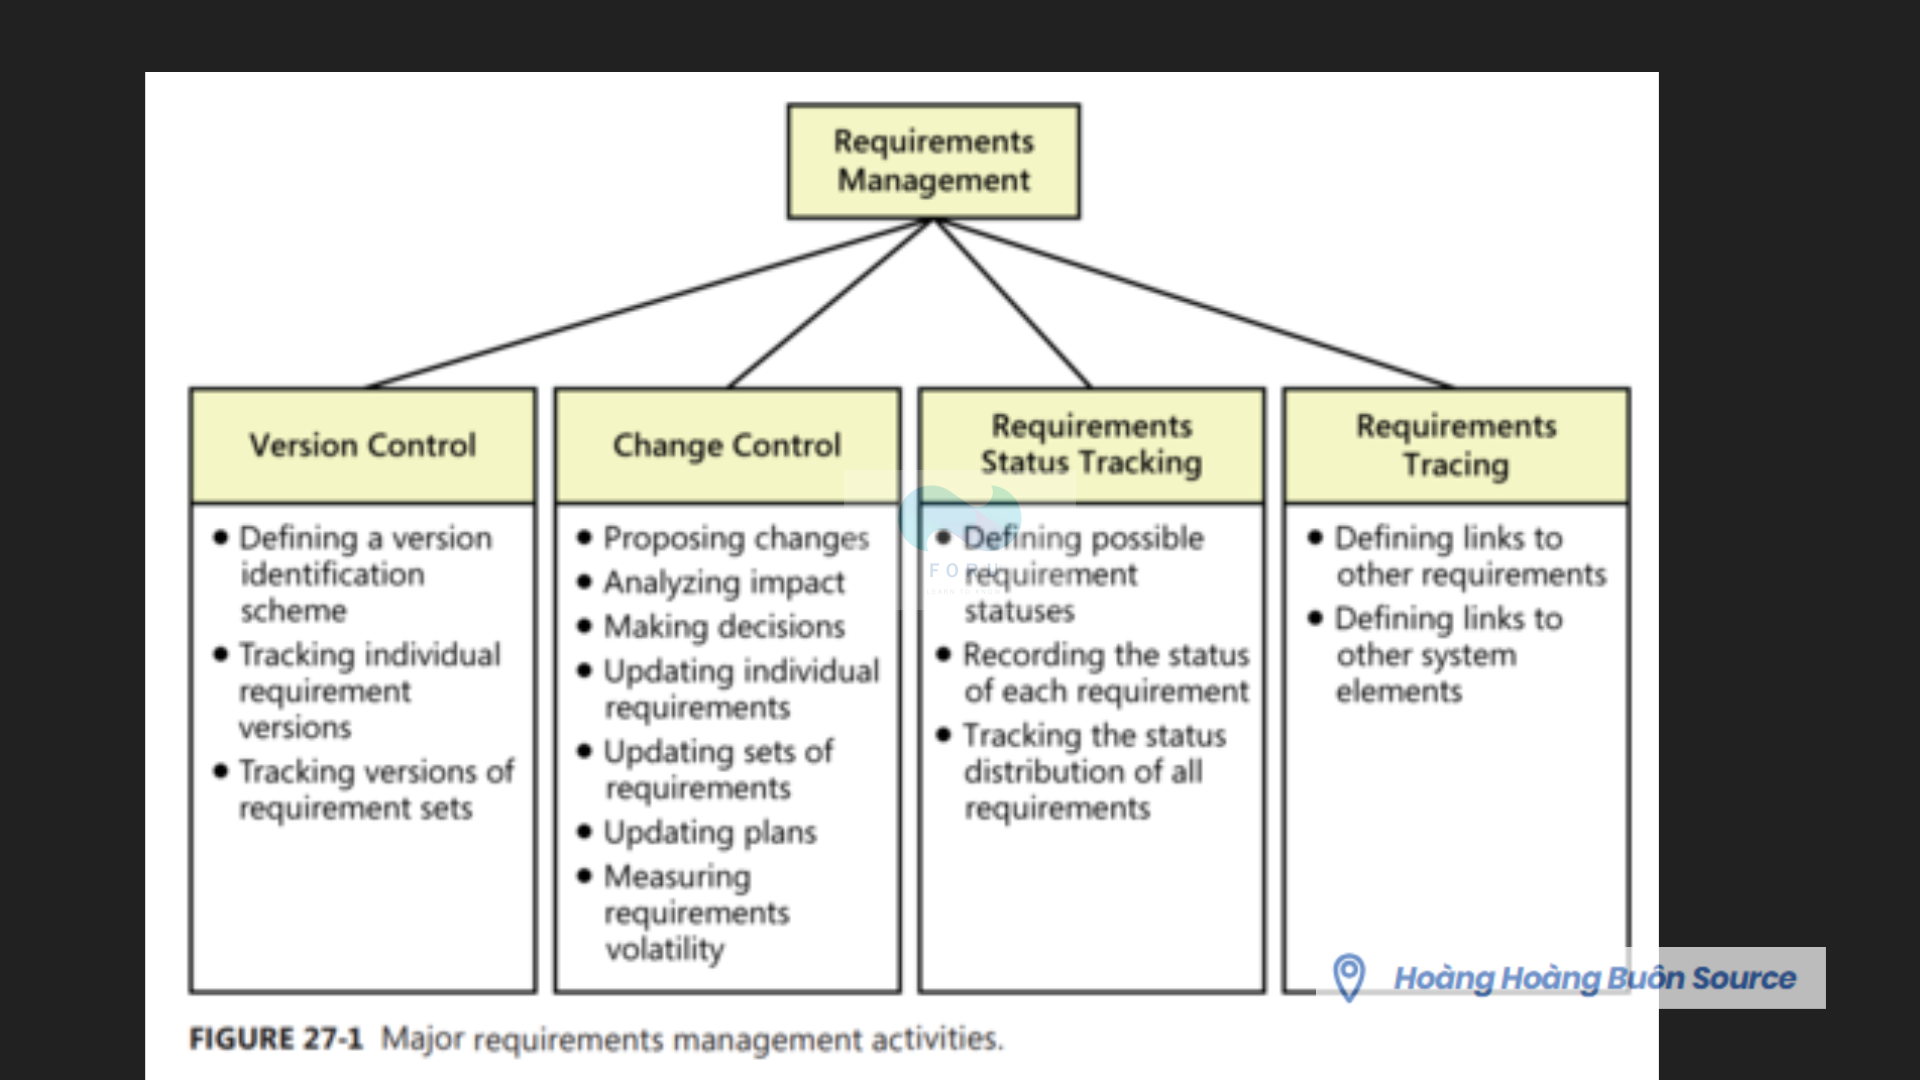 Requirements
Management
Version Control
● Defining a version
identification
scheme
● Tracking individual
requirement
versions
● Tracking versions of
requirement sets
Change Control
● Proposing changes
● Analyzing impact
● Making decisions
● Updating individual
requirements
● Updating sets of
requirements
● Updating plans
● Measuring
requirements
volatility
Requirements
Status Tracking
● Defining possible
requirement
statuses
● Recording the status
of each requirement
● Tracking the status
distribution of all
requirements
Requirements
Tracing
● Defining links to
other requirements
● Defining links to
other system
elements
Hoàng Hoàng Buôn Source
FIGURE 27-1 Major requirements management activities.